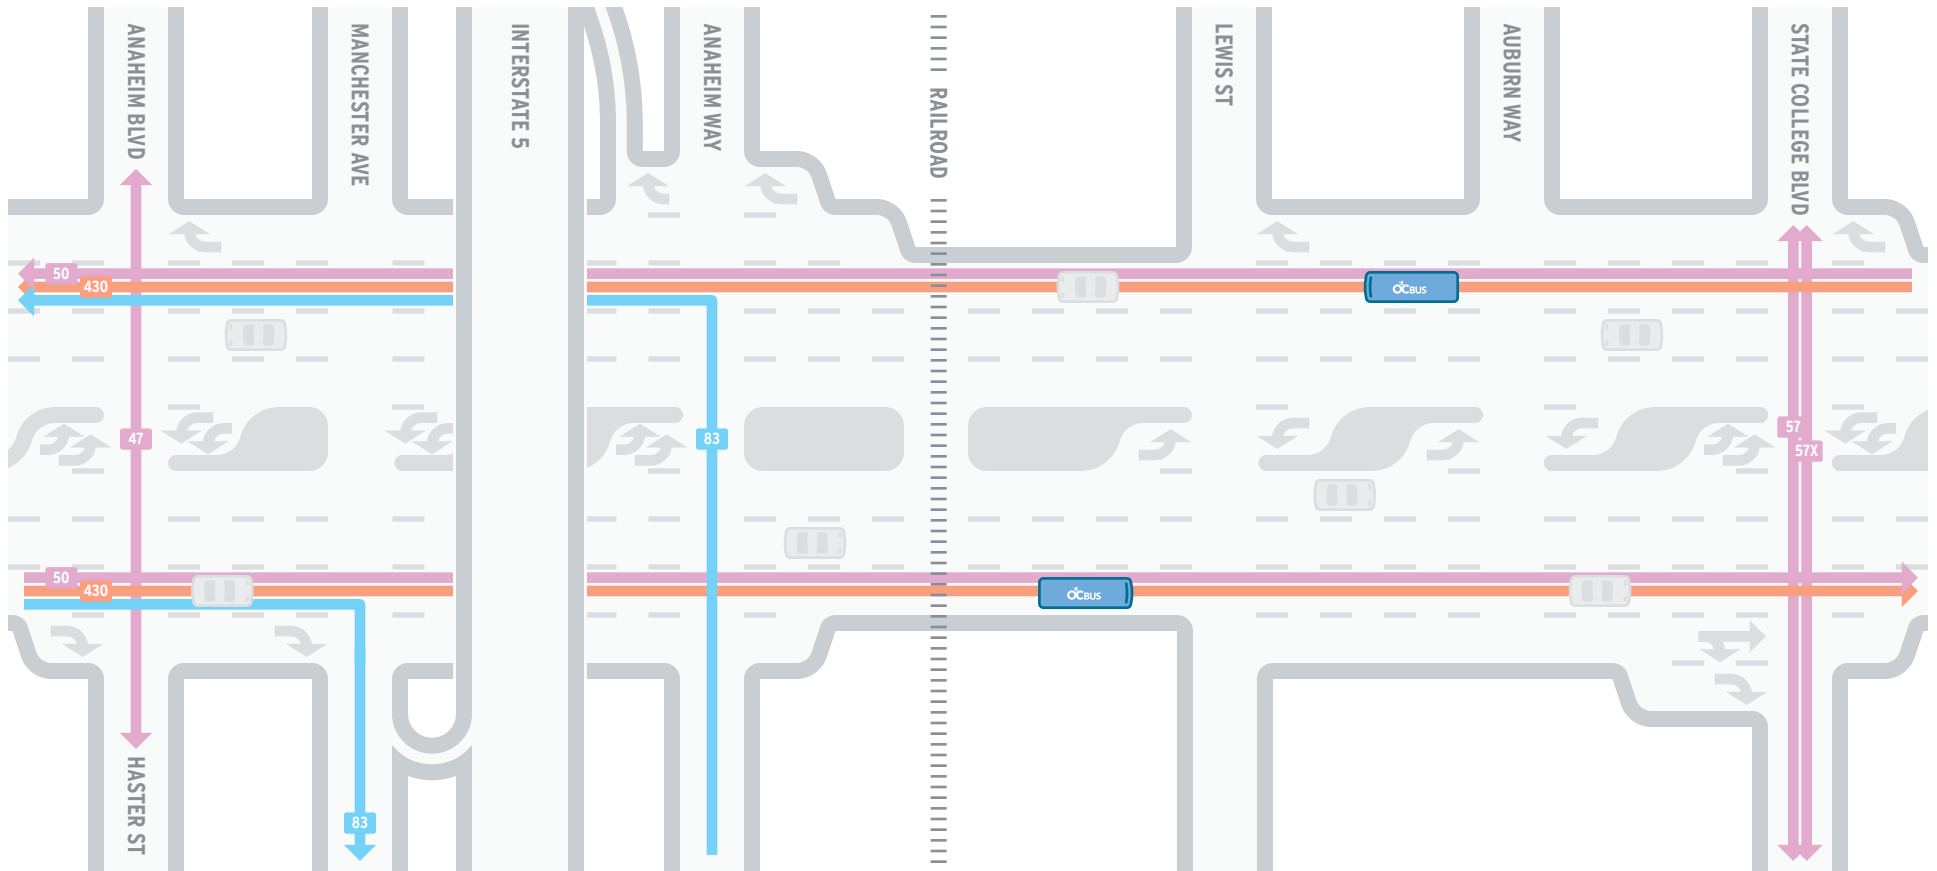 ANAHEIM BLVD
MANCHESTER AVE
INTERSTATE 5
ANAHEIM WAY
RAILROAD
LEWIS ST
AUBURN WAY
STATE COLLEGE BLVD
50
430
OCBUS
47
83
57
57X
50
430
OCBUS
HASTER ST
83